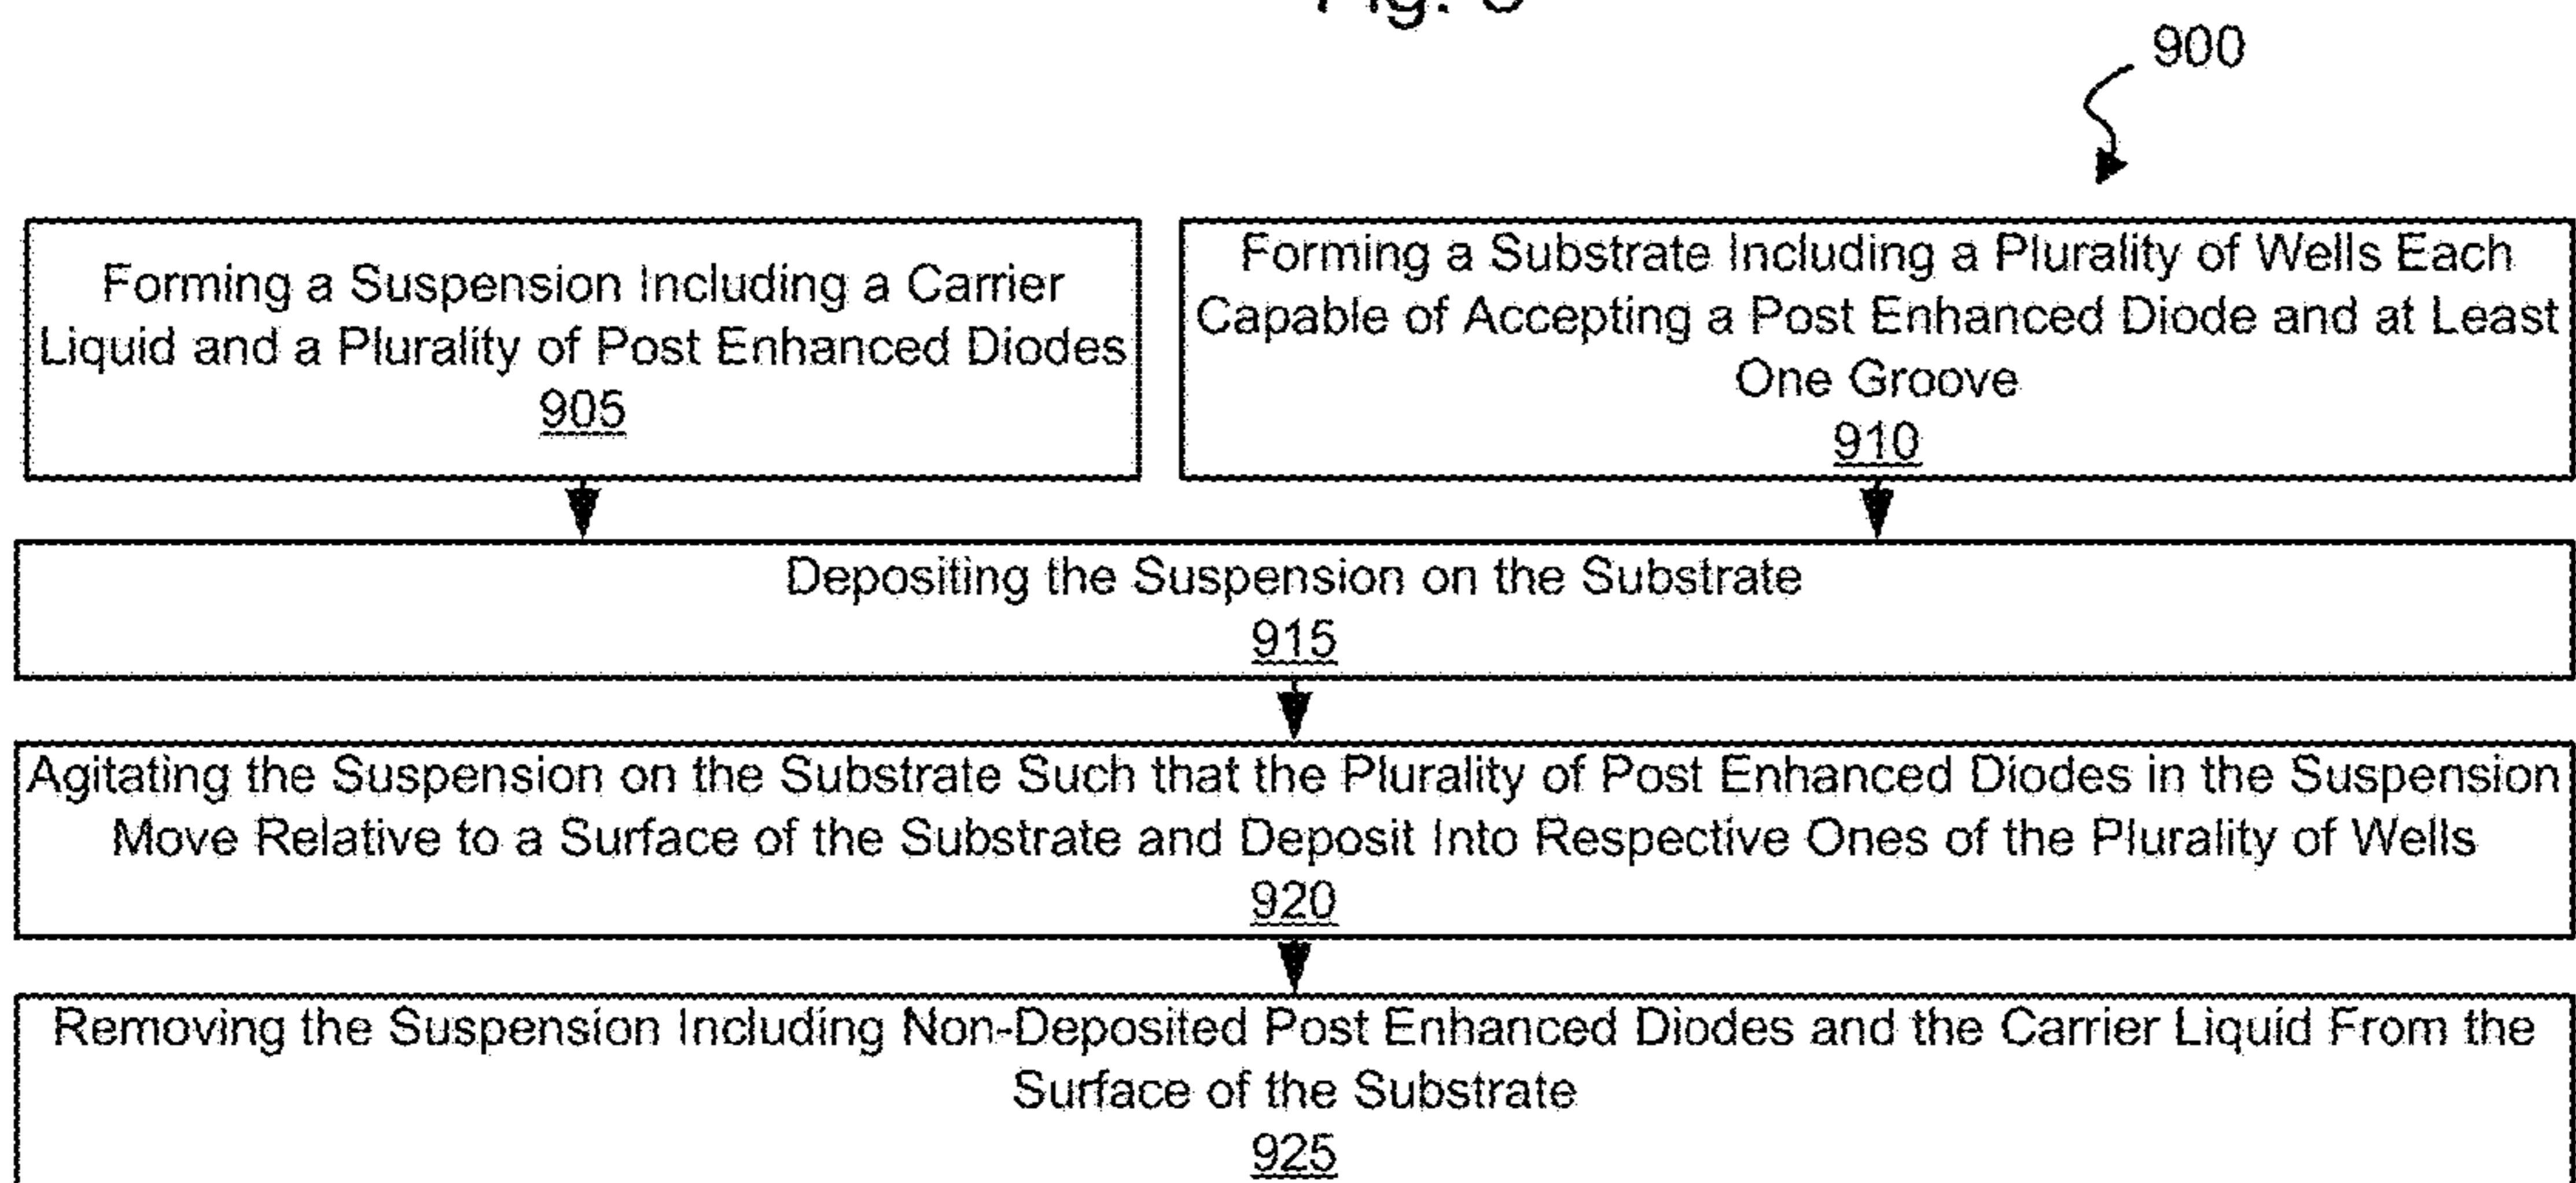 900
Forming a Suspension Including a Carrier
Liquid and a Plurality of Post Enhanced Diodes
905
Forming a Substrate Including a Plurality of Wells Each
Capable of Accepting a Post Enhanced Diode and at Least
One Groove
910
Depositing the Suspension on the Substrate
915
Agitating the Suspension on the Substrate Such that the Plurality of Post Enhanced Diodes in the Suspension
Move Relative to a Surface of the Substrate and Deposit Into Respective Ones of the Plurality of Wells
920
Removing the Suspension Including Non-Deposited Post Enhanced Diodes and the Carrier Liquid From the
Surface of the Substrate
925